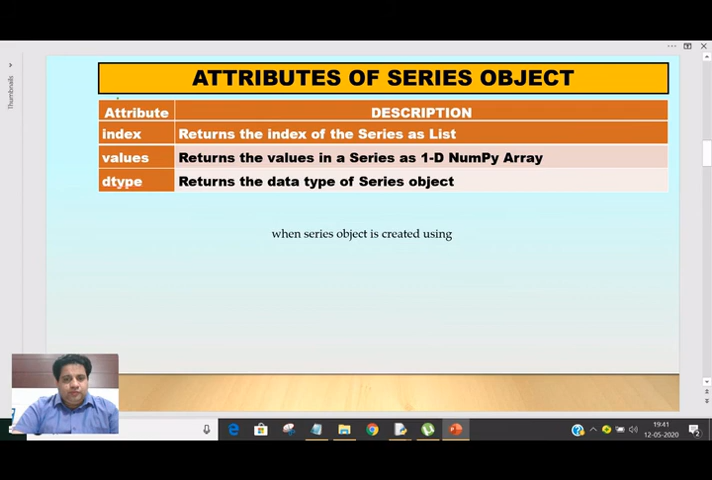 ATTRIBUTES OF SERIES OBJECT
Attribute DESCRIPTION
index Returns the index of the Series as List
values Returns the values in a Series as 1-D NumPy Array
dtype Returns the data type of Series object
when series object is created using
Thumbnails
19:41
12-05-2020